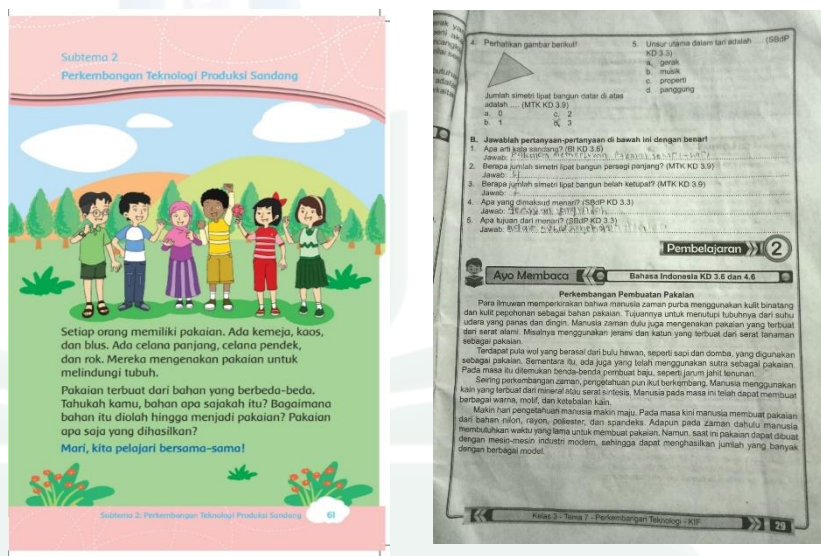 Subtema 2
Perkembangan Teknologi Produksi Sandang
Setiap orang memiliki pakaian. Ada kemeja, kaos,
dan blus. Ada celana panjang, celana pendek,
dan rok. Mereka mengenakan pakaian untuk
melindungi tubuh.
Pakaian terbuat dari bahan yang berbeda-beda.
Tahukah kamu, bahan apa sajakah itu? Bagaimana
bahan itu diolah hingga menjadi pakaian? Pakaian
apa saja yang dihasilkan?
Mari, kita pelajari bersama-sama!
Subtema 2: Perkembangan Teknologi Produksi Sandang
61
4. Perhatikan gambar berikut!
Jumlah simetri lipat bangun datar di atas
adalah .... (MTK KD 3.9)
a. 0 c. 2
b. 1 d. 3
5. Unsur utama dalam tari adalah .... (SBdP
KD 3.3)
a. gerak
b. musik
c. properti
d. panggung
B. Jawablah pertanyaan-pertanyaan di bawah ini dengan benar!
1. Apa arti kata sandang? (BI KD 3.6)
Jawab:
2. Berapa jumlah simetri lipat bangun persegi panjang? (MTK KD 3.9)
Jawab:
3. Berapa jumlah simetri lipat bangun belah ketupat? (MTK KD 3.9)
Jawab:
4. Apa yang dimaksud menari? (SBdP KD 3.3)
Jawab:
5. Apa tujuan dari menari? (SBdP KD 3.3)
Jawab:
Pembelajaran 2
Ayo Membaca
Bahasa Indonesia KD 3.6 dan 4.6
Perkembangan Pembuatan Pakaian
Para ilmuwan memperkirakan bahwa manusia zaman purba menggunakan kulit binatang
dan kulit pepohonan sebagai bahan pakaian. Tujuannya untuk menutupi tubuhnya dari suhu
udara yang panas dan dingin. Manusia zaman dulu juga mengenakan pakaian yang terbuat
dari serat alami. Misalnya menggunakan jerami dan katun yang terbuat dari serat tanaman
sebagai pakaian.
Terdapat pula wol yang berasal dari bulu hewan, seperti sapi dan domba, yang digunakan
sebagai pakaian. Sementara itu, ada juga yang telah menggunakan sutra sebagai pakaian.
Pada masa itu ditemukan benda-benda pembuat baju, seperti jarum jahit tenunan.
Seiring perkembangan zaman, pengetahuan pun ikut berkembang. Manusia menggunakan
kain yang terbuat dari mineral atau serat sintesis. Manusia pada masa ini telah dapat membuat
berbagai warna, motif, dan ketebalan kain.
Makin hari pengetahuan manusia makin maju. Pada masa kini manusia membuat pakaian
dari bahan nilon, rayon, poliester, dan spandeks. Adapun pada zaman dahulu manusia
membutuhkan waktu yang lama untuk membuat pakaian. Namun, saat ini pakaian dapat dibuat
dengan mesin-mesin industri modern, sehingga dapat menghasilkan jumlah yang banyak
dengan berbagai model.
Kelas 3 - Tema 7 - Perkembangan Teknologi - KIF
29